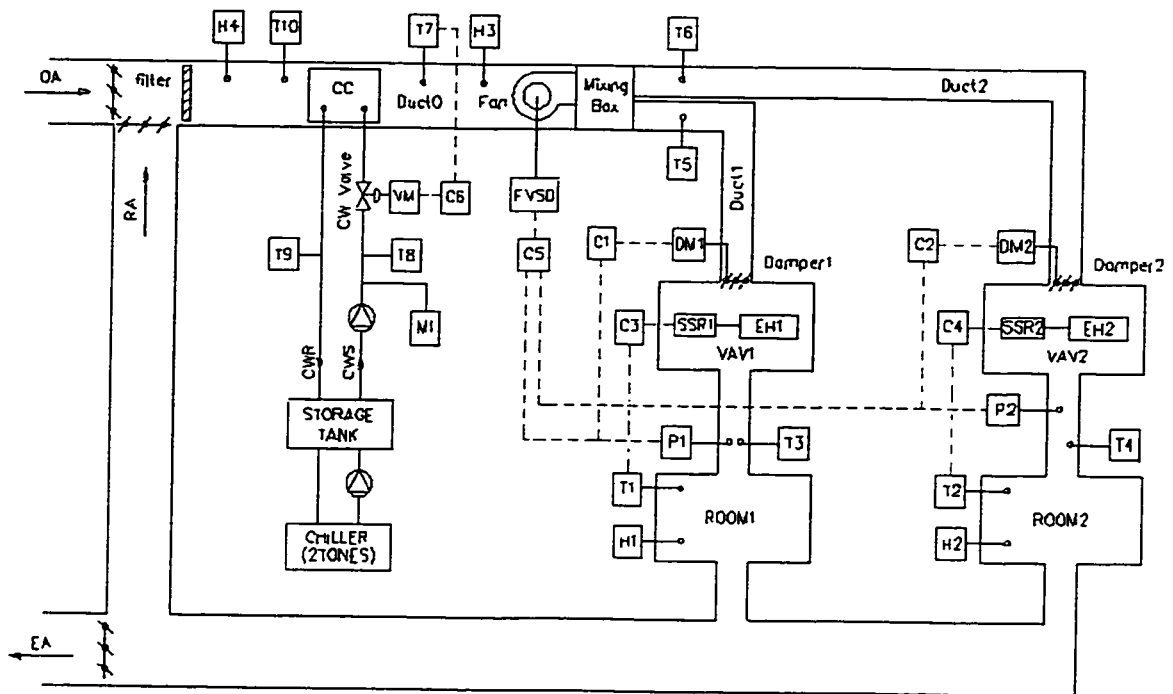 H4
T10
T7
H3
T6
OA
filter
CC
Duct0
Fan
Mixing
Box
Duct2
T5
RA
CW Valve
VM
C6
FVSD
Duct1
T9
T8
C5
C1
DM1
Damper1
C2
DM2
Damper2
M1
C3
SSR1
EH1
VAV1
C4
SSR2
EH2
VAV2
CWR
CWS
STORAGE
TANK
P1
T3
P2
T4
T1
ROOM1
H1
T2
ROOM2
H2
CHILLER
(2TONES)
EA